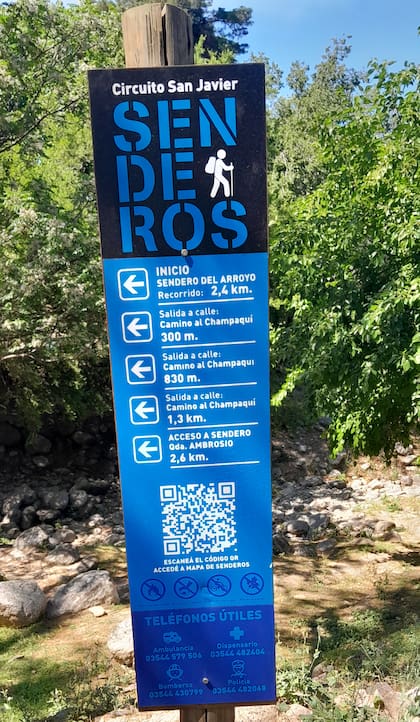 Circuito San Javier
SEN
DE
ROS
INICIO
SENDERO DEL ARROYO
Recorrido: 2,4 km.
Salida a calle:
Camino al Champaquí
300 m.
Salida a calle:
Camino al Champaquí
830 m.
Salida a calle:
Camino al Champaquí
1,3 km.
ACCESO A SENDERO
Qda. AMBROSIO
2,6 km.
ESCANEÁ EL CÓDIGO QR
ACCEDÉ A MAPA DE SENDEROS
TELÉFONOS ÚTILES
Ambulancia
03544 579 506
Dispensario
03544 482404
Bomberos
03544 430799
Policía
03544 482068